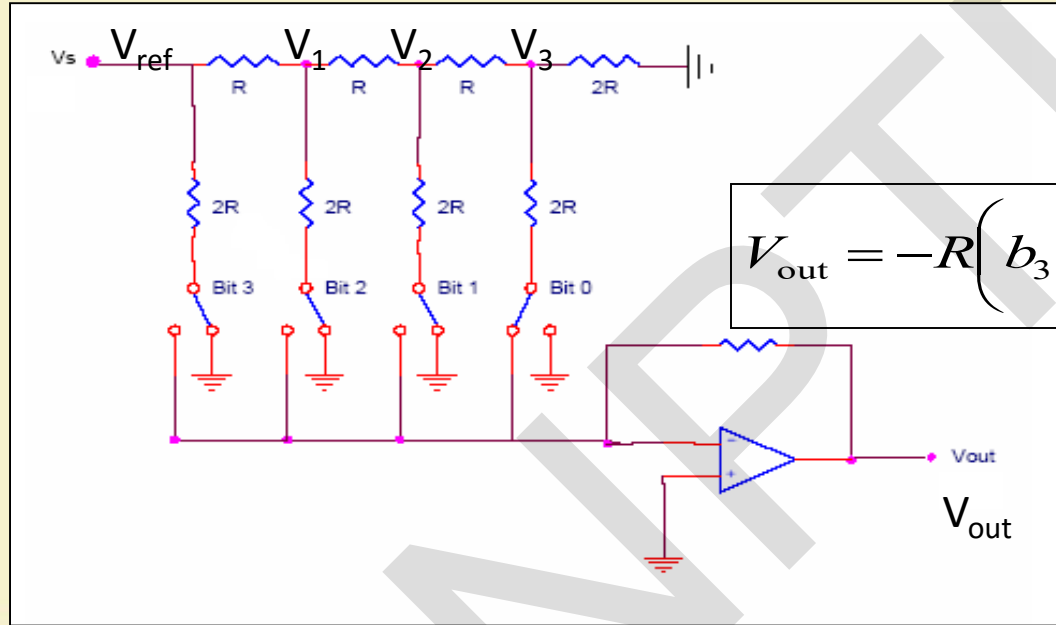 Vs V_ref V_1 V_2 V_3
R R R 2R
2R 2R 2R 2R
V_out = -R( b_3
Bit 3 Bit 2 Bit 1 Bit 0
-
+
Vout
V_out
NPT